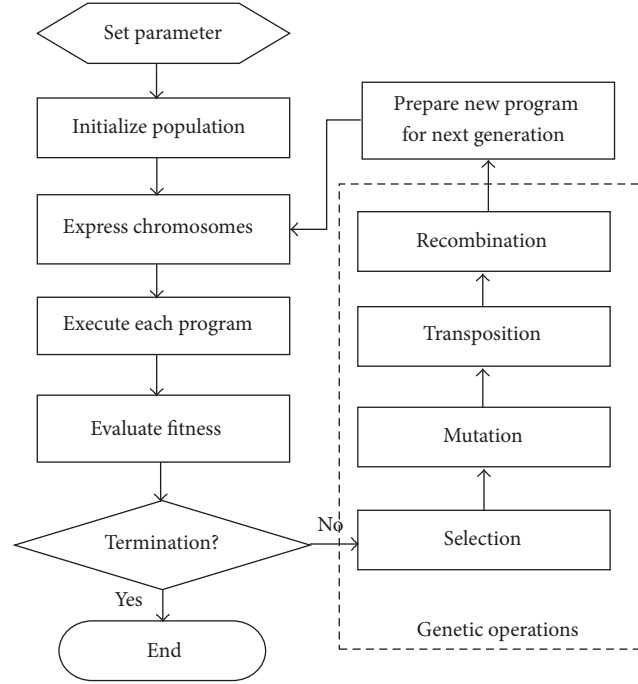 Set parameter
Initialize population
Express chromosomes
Execute each program
Evaluate fitness
Termination?
No
Yes
End
Prepare new program
for next generation
Recombination
Transposition
Mutation
Selection
Genetic operations